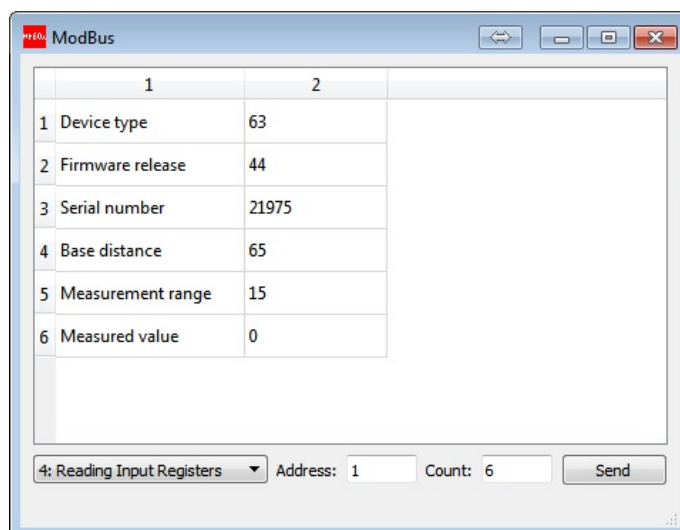 ModBus
1 2
1 Device type 63
2 Firmware release 44
3 Serial number 21975
4 Base distance 65
5 Measurement range 15
6 Measured value 0
4: Reading Input Registers Address: 1 Count: 6 Send